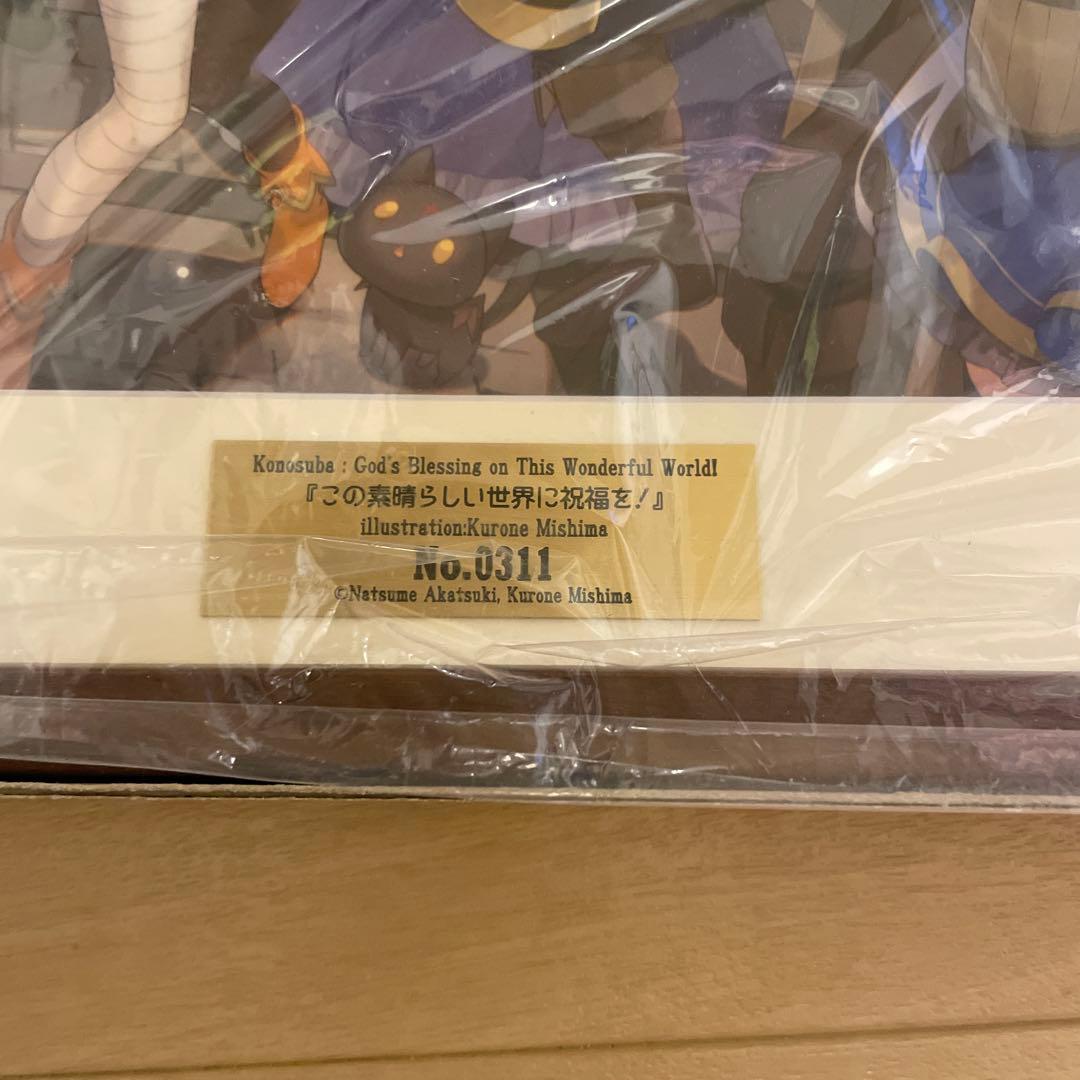 Konosuba : God's Blessing on This Wonderful World!
『この素晴らしい世界に祝福を!』
illustration:Kurone Mishima
No.0311
©Natsume Akatsuki, Kurone Mishima